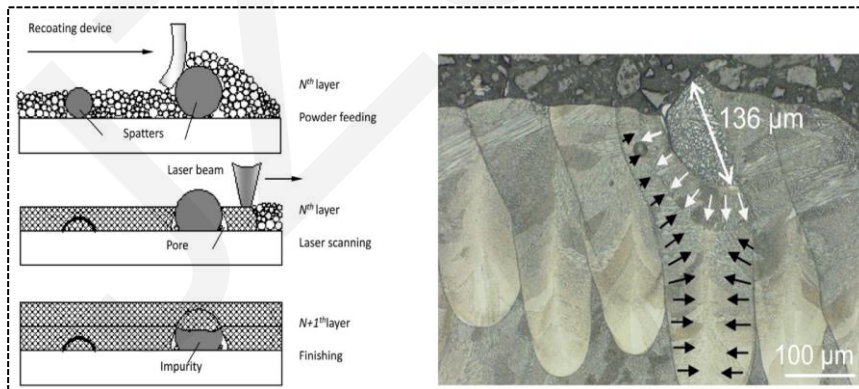 Recoating device
Nth layer
Powder feeding
Spatters
Laser beam
Nth layer
Laser scanning
Pore
N+1th layer
Finishing
Impurity
136 μm
100 μm